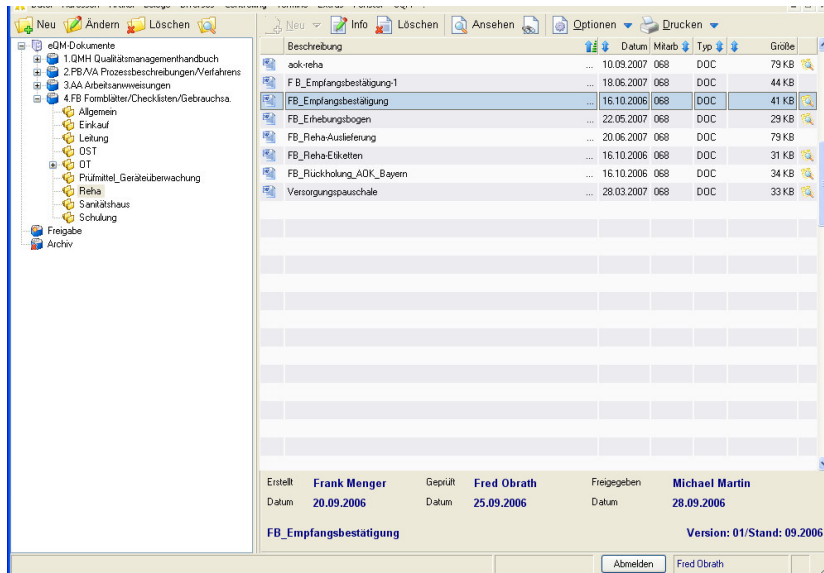 Neu Ändern Löschen
Neu Info Löschen Ansehen Optionen Drucken
eQM-Dokumente
1.QMH Qualitätsmanagementhandbuch
2.PB/VA Prozessbeschreibungen/Verfahrens
3.AA Arbeitsanwweisungen
4.FB Formblätter/Checklisten/Gebrauchsa.
Allgemein
Einkauf
Leitung
OST
OT
Prüfmittel_Geräteüberwachung
Reha
Sanitätshaus
Schulung
Freigabe
Archiv
Beschreibung Datum Mitarb Typ Größe
aok-reha ... 10.09.2007 068 DOC 79 KB
F B_Empfangsbestätigung-1 ... 18.06.2007 068 DOC 44 KB
FB_Empfangsbestätigung ... 16.10.2006 068 DOC 41 KB
FB_Erhebungsbogen ... 22.05.2007 068 DOC 29 KB
FB_Reha-Auslieferung ... 20.06.2007 068 DOC 79 KB
FB_Reha-Etiketten ... 16.10.2006 068 DOC 31 KB
FB_Rückholung_AOK_Bayern ... 16.10.2006 068 DOC 34 KB
Versorgungspauschale ... 28.03.2007 068 DOC 33 KB
Erstellt Frank Menger Geprüft Fred Obrath Freigegeben Michael Martin
Datum 20.09.2006 Datum 25.09.2006 Datum 28.09.2006
FB_Empfangsbestätigung Version: 01/Stand: 09.2006
Abmelden Fred Obrath